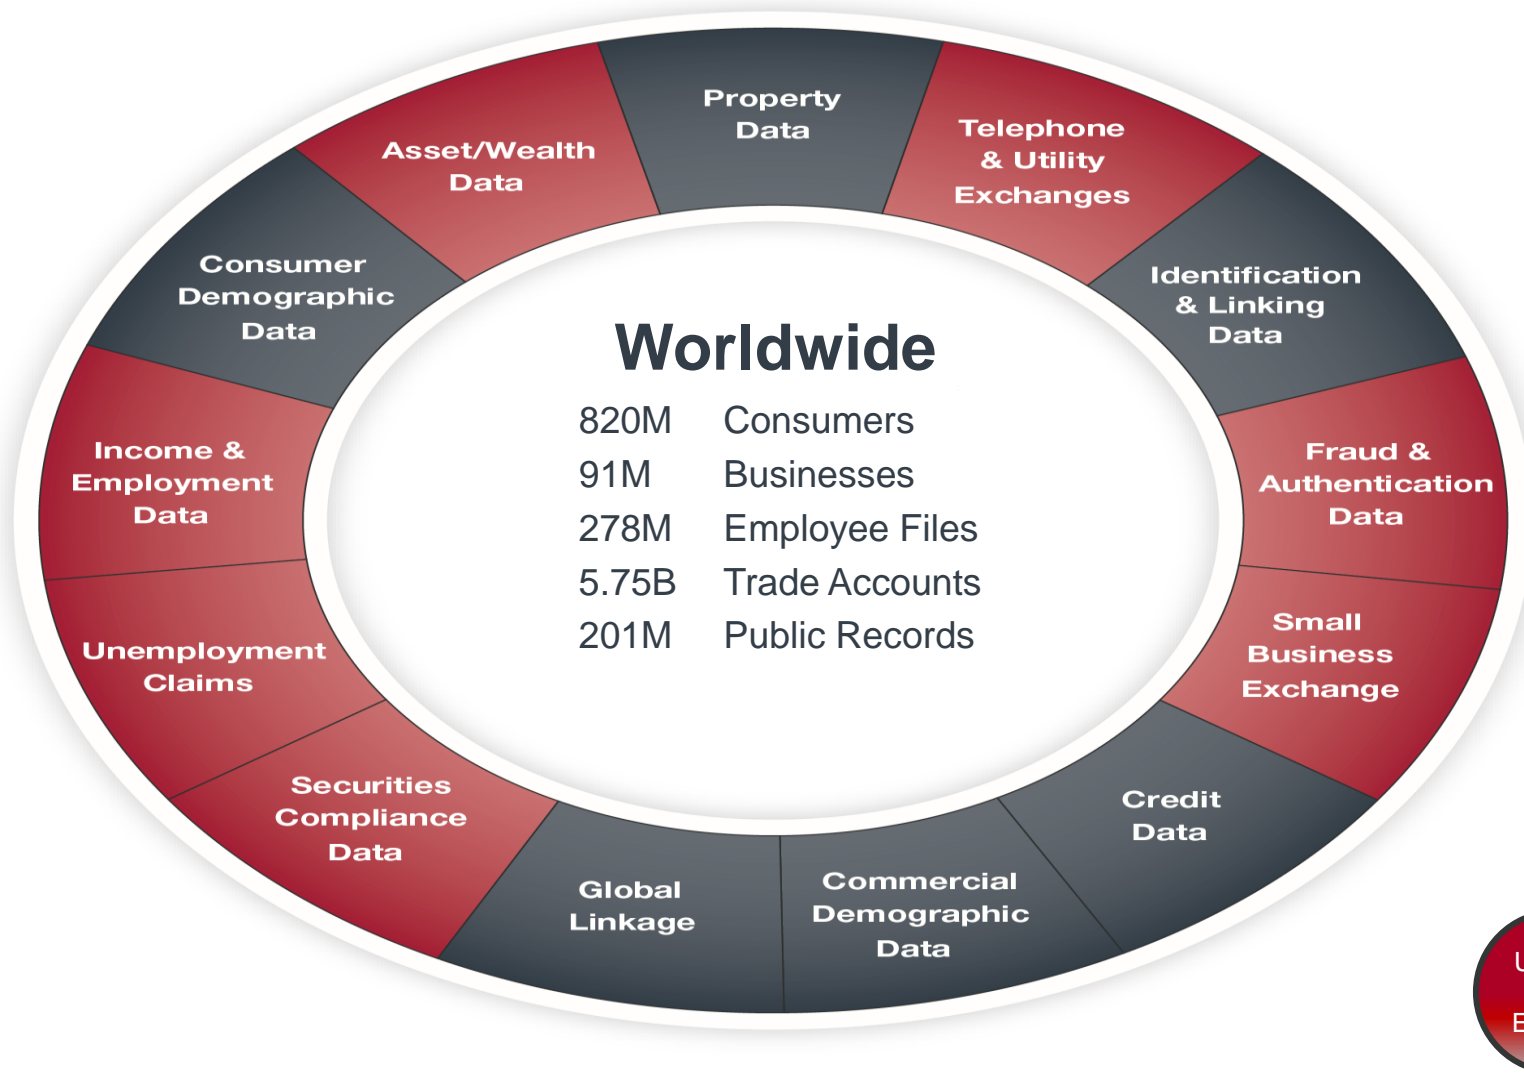 Property
Data
Telephone
& Utility
Exchanges
Identification
& Linking
Data
Fraud &
Authentication
Data
Small
Business
Exchange
Credit
Data
Commercial
Demographic
Data
Global
Linkage
Securities
Compliance
Data
Unemployment
Claims
Income &
Employment
Data
Consumer
Demographic
Data
Asset/Wealth
Data
Worldwide
820M Consumers
91M Businesses
278M Employee Files
5.75B Trade Accounts
201M Public Records